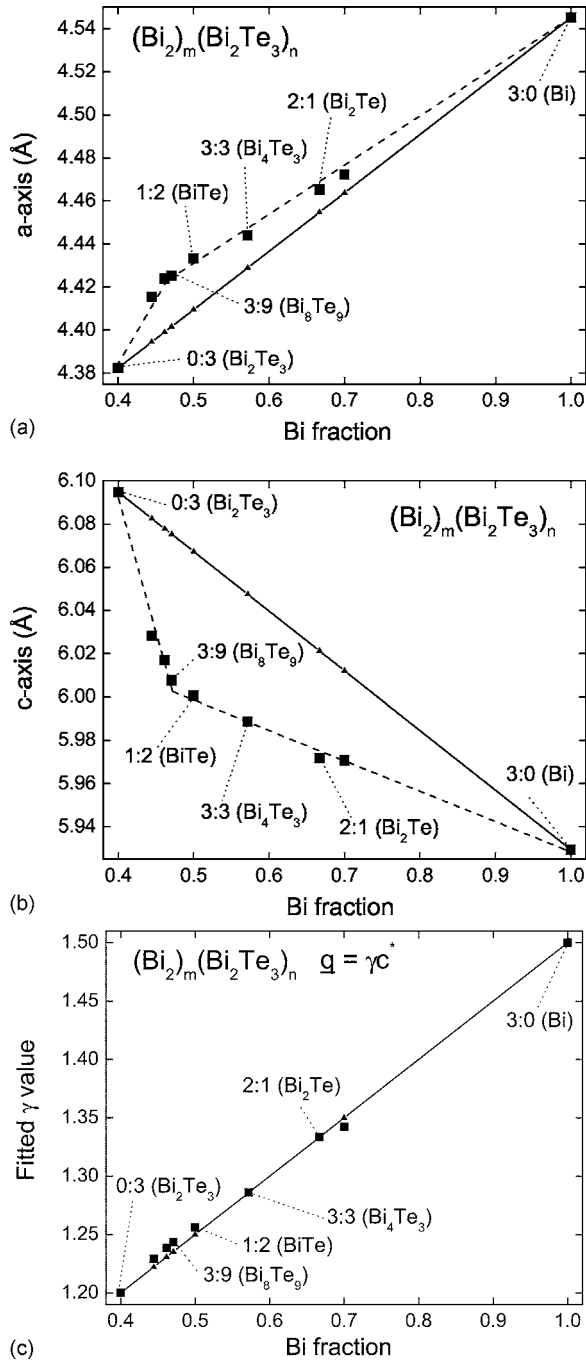 (Bi₂)ₘ(Bi₂Te₃)ₙ
4.54
4.52
4.50
4.48
4.46
4.44
4.42
4.40
4.38
a-axis (Å)
3:0 (Bi)
2:1 (Bi₂Te)
3:3 (Bi₄Te₃)
1:2 (BiTe)
3:9 (Bi₈Te₉)
0:3 (Bi₂Te₃)
0.4 0.5 0.6 0.7 0.8 0.9 1.0
(a) Bi fraction
6.10
6.08
6.06
6.04
6.02
6.00
5.98
5.96
5.94
c-axis (Å)
0:3 (Bi₂Te₃)
(Bi₂)ₘ(Bi₂Te₃)ₙ
3:9 (Bi₈Te₉)
1:2 (BiTe)
3:0 (Bi)
3:3 (Bi₄Te₃)
2:1 (Bi₂Te)
0.4 0.5 0.6 0.7 0.8 0.9 1.0
(b) Bi fraction
(Bi₂)ₘ(Bi₂Te₃)ₙ q = γc*
1.50
1.45
1.40
1.35
1.30
1.25
1.20
Fitted γ value
3:0 (Bi)
2:1 (Bi₂Te)
0:3 (Bi₂Te₃)
3:3 (Bi₄Te₃)
1:2 (BiTe)
3:9 (Bi₈Te₉)
0.4 0.5 0.6 0.7 0.8 0.9 1.0
(c) Bi fraction